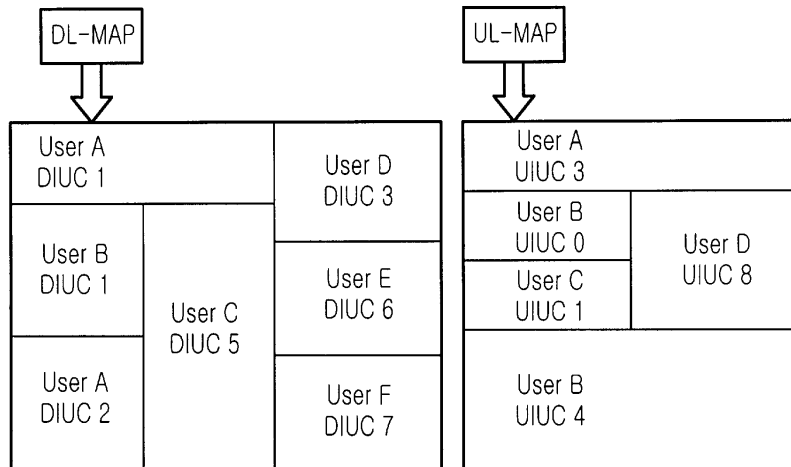 DL-MAP
UL-MAP
User A
DIUC 1
User D
DIUC 3
User B
DIUC 1
User C
DIUC 5
User E
DIUC 6
User A
DIUC 2
User F
DIUC 7
User A
UIUC 3
User B
UIUC 0
User D
UIUC 8
User C
UIUC 1
User B
UIUC 4